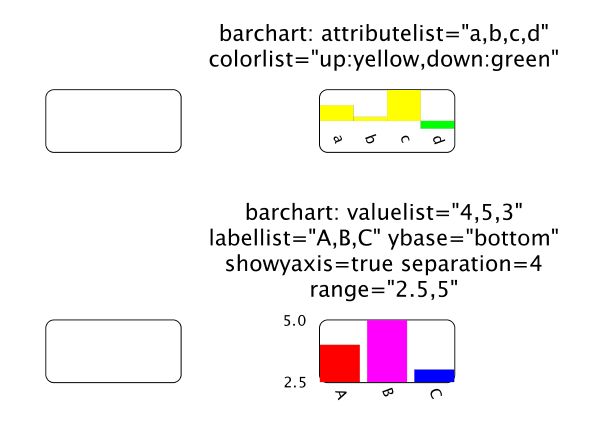 barchart: attributelist="a,b,c,d"
colorlist="up:yellow,down:green"
a b c d
barchart: valuelist="4,5,3"
labellist="A,B,C" ybase="bottom"
showyaxis=true separation=4
range="2.5,5"
5.0
2.5
A B C